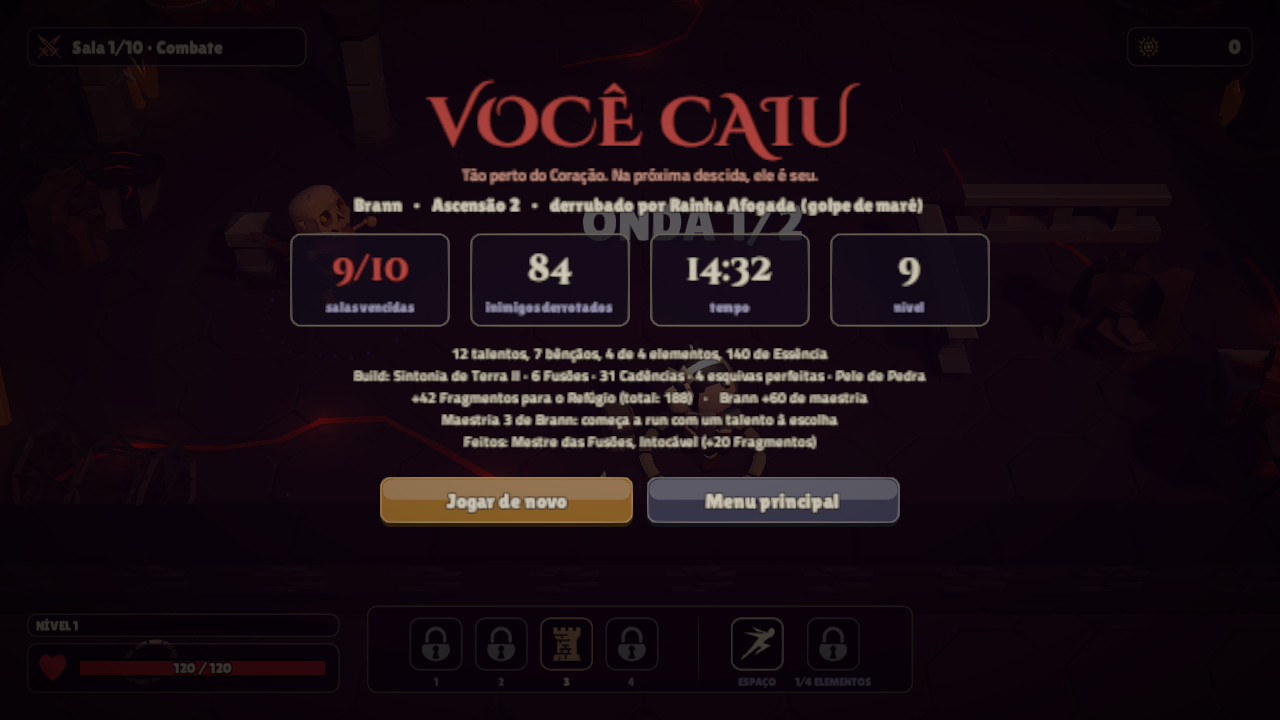 Sala 1/10 · Combate
0
VOCÊ CAIU
Tão perto do Coração. Na próxima descida, ele é seu.
Brann • Ascensão 2 • derrubado por Rainha Afogada (golpe de maré)
ONDA 1/2
9/10
84
14:32
9
salas vencidas
inimigos derrotados
tempo
nível
12 talentos, 7 bênçãos, 4 de 4 elementos, 140 de Essência
Build: Sintonia de Terra II · 6 Fusões · 31 Cadências · 4 esquivas perfeitas · Pele de Pedra
+42 Fragmentos para o Refúgio (total: 188) • Brann +60 de maestria
Maestria 3 de Brann: começa a run com um talento à escolha
Feitos: Mestre das Fusões, Intocável (+20 Fragmentos)
Jogar de novo
Menu principal
NÍVEL 1
120 / 120
1
2
3
4
ESPAÇO
1/4 ELEMENTOS